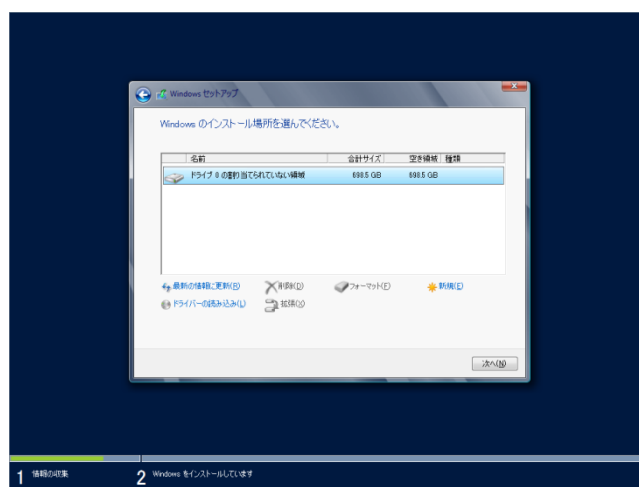 Windows セットアップ
Windows のインストール場所を選んでください。
名前 合計サイズ 空き領域 種類
ドライブ 0 の割り当てられていない領域 698.5 GB 698.5 GB
最新の情報に更新(R) 削除(D) フォーマット(F) 新規(E)
ドライバーの読み込み(L) 拡張(X)
次へ(N)
1 情報の収集 2 Windows をインストールしています